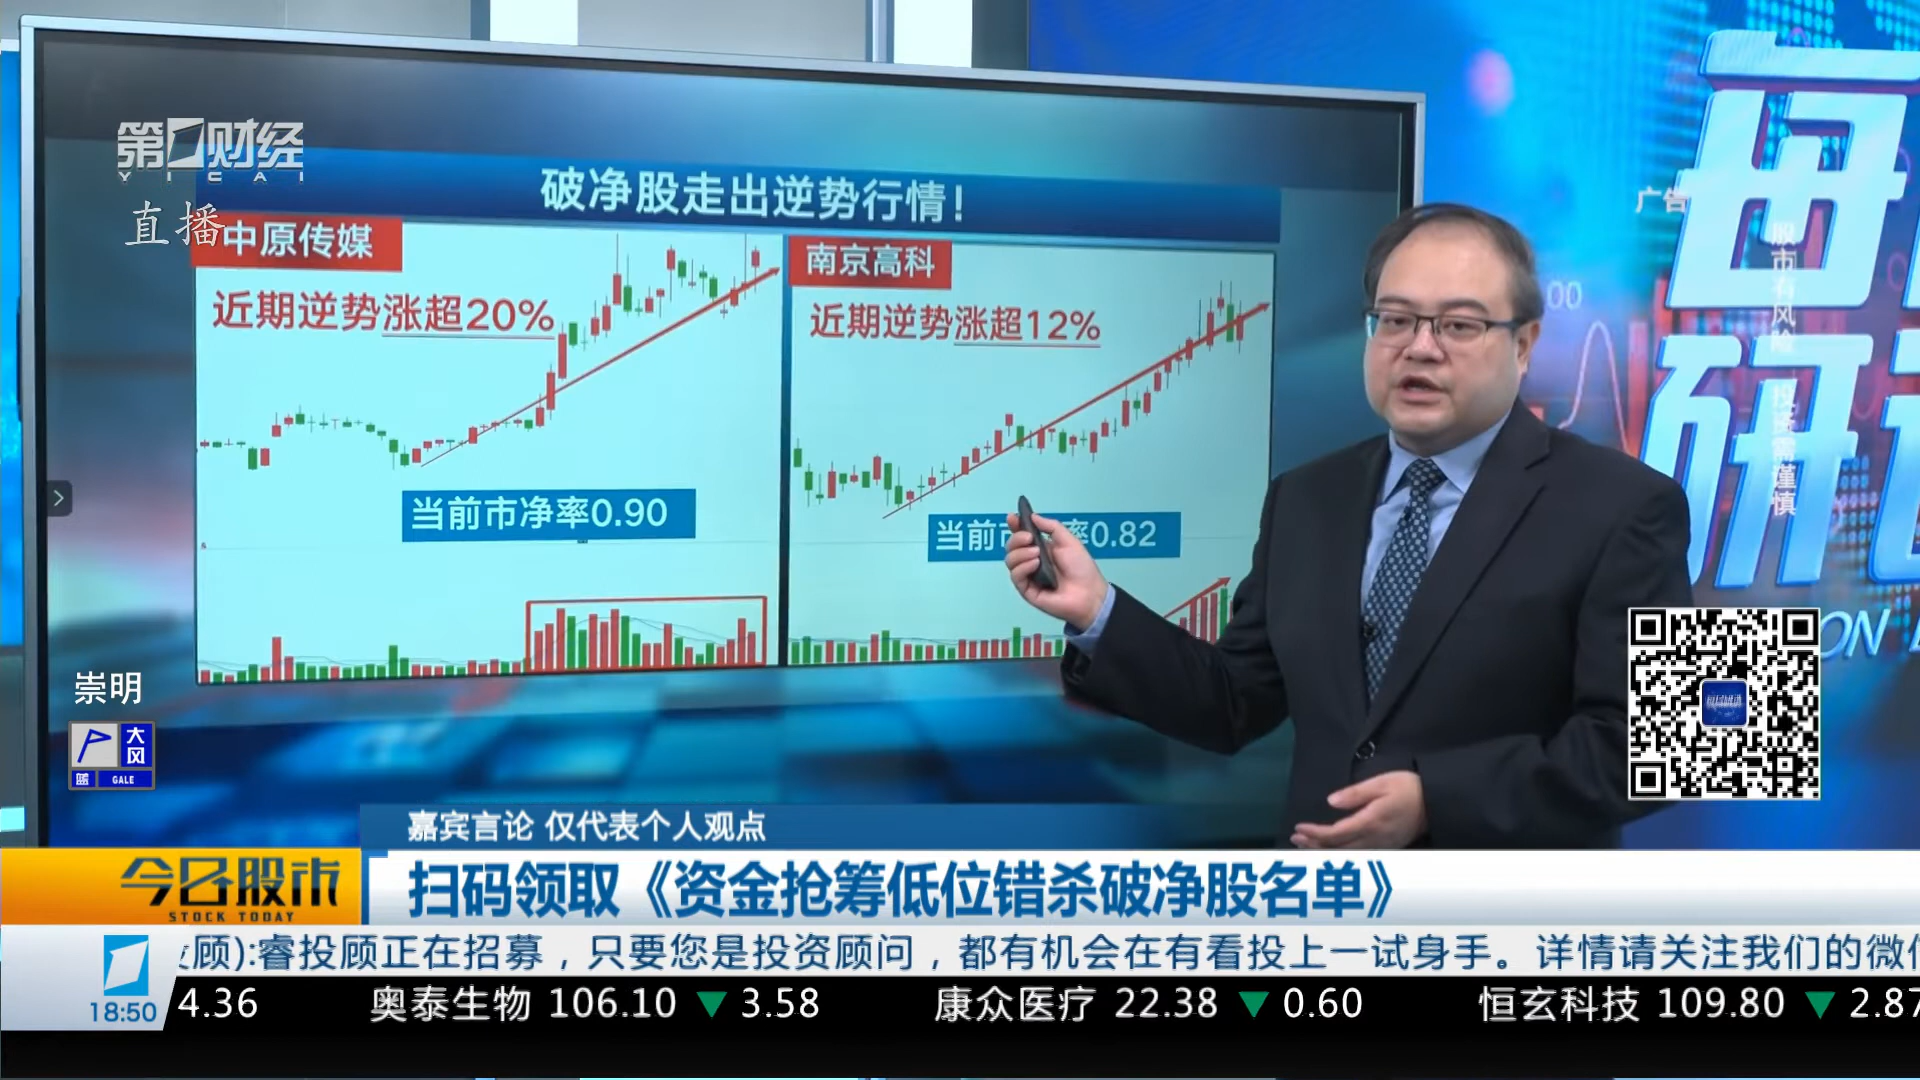 第一财经
YICAI
直播
破净股走出逆势行情!
中原传媒
近期逆势涨超20%
当前市净率0.90
南京高科
近期逆势涨超12%
当前市 率0.82
广告
股市有风险 投资需谨慎
00
研
ON
崇明
大风
蓝 GALE
嘉宾言论 仅代表个人观点
今日股市
STOCK TODAY
扫码领取《资金抢筹低位错杀破净股名单》
顾):睿投顾正在招募，只要您是投资顾问，都有机会在有看投上一试身手。详情请关注我们的微信
18:50
4.36 奥泰生物 106.10 ▼ 3.58 康众医疗 22.38 ▼ 0.60 恒玄科技 109.80 ▼ 2.87